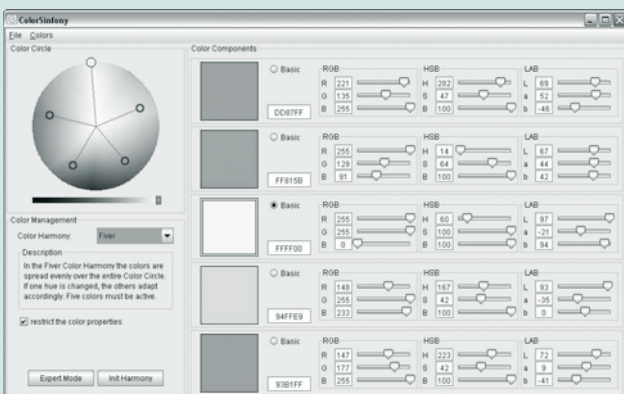 ColorSinfony
File Colors
Color Circle
Color Management
Color Harmony: Fiver
Description
In the Fiver Color Harmony the colors are
spread evenly over the entire Color Circle.
If one hue is changed, the others adapt
accordingly. Five colors must be active.
restrict the color properties
Expert Mode Init Harmony
Color Components
Basic RGB HSB LAB
R 221 H 282 L 69
G 135 S 47 a 52
DD87FF B 255 B 100 b -46
Basic RGB HSB LAB
R 255 H 14 L 67
G 129 S 64 a 44
FF815B B 91 B 100 b 42
Basic RGB HSB LAB
R 255 H 60 L 97
G 255 S 100 a -21
FFFF00 B 0 B 100 b 94
Basic RGB HSB LAB
R 148 H 167 L 93
G 255 S 42 a -35
94FFE9 B 233 B 100 b 0
Basic RGB HSB LAB
R 147 H 223 L 72
G 177 S 42 a 9
93B1FF B 255 B 100 b -41